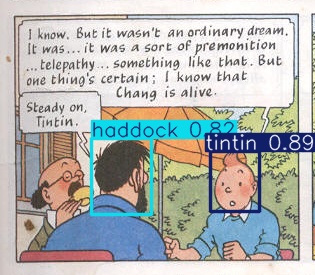 I know. But it wasn't an ordinary dream.
It was...it was a sort of premonition
...telepathy...something like that. But
one thing's certain; I know that
Chang is alive.
Steady on,
Tintin.
haddock 0.82
tintin 0.89